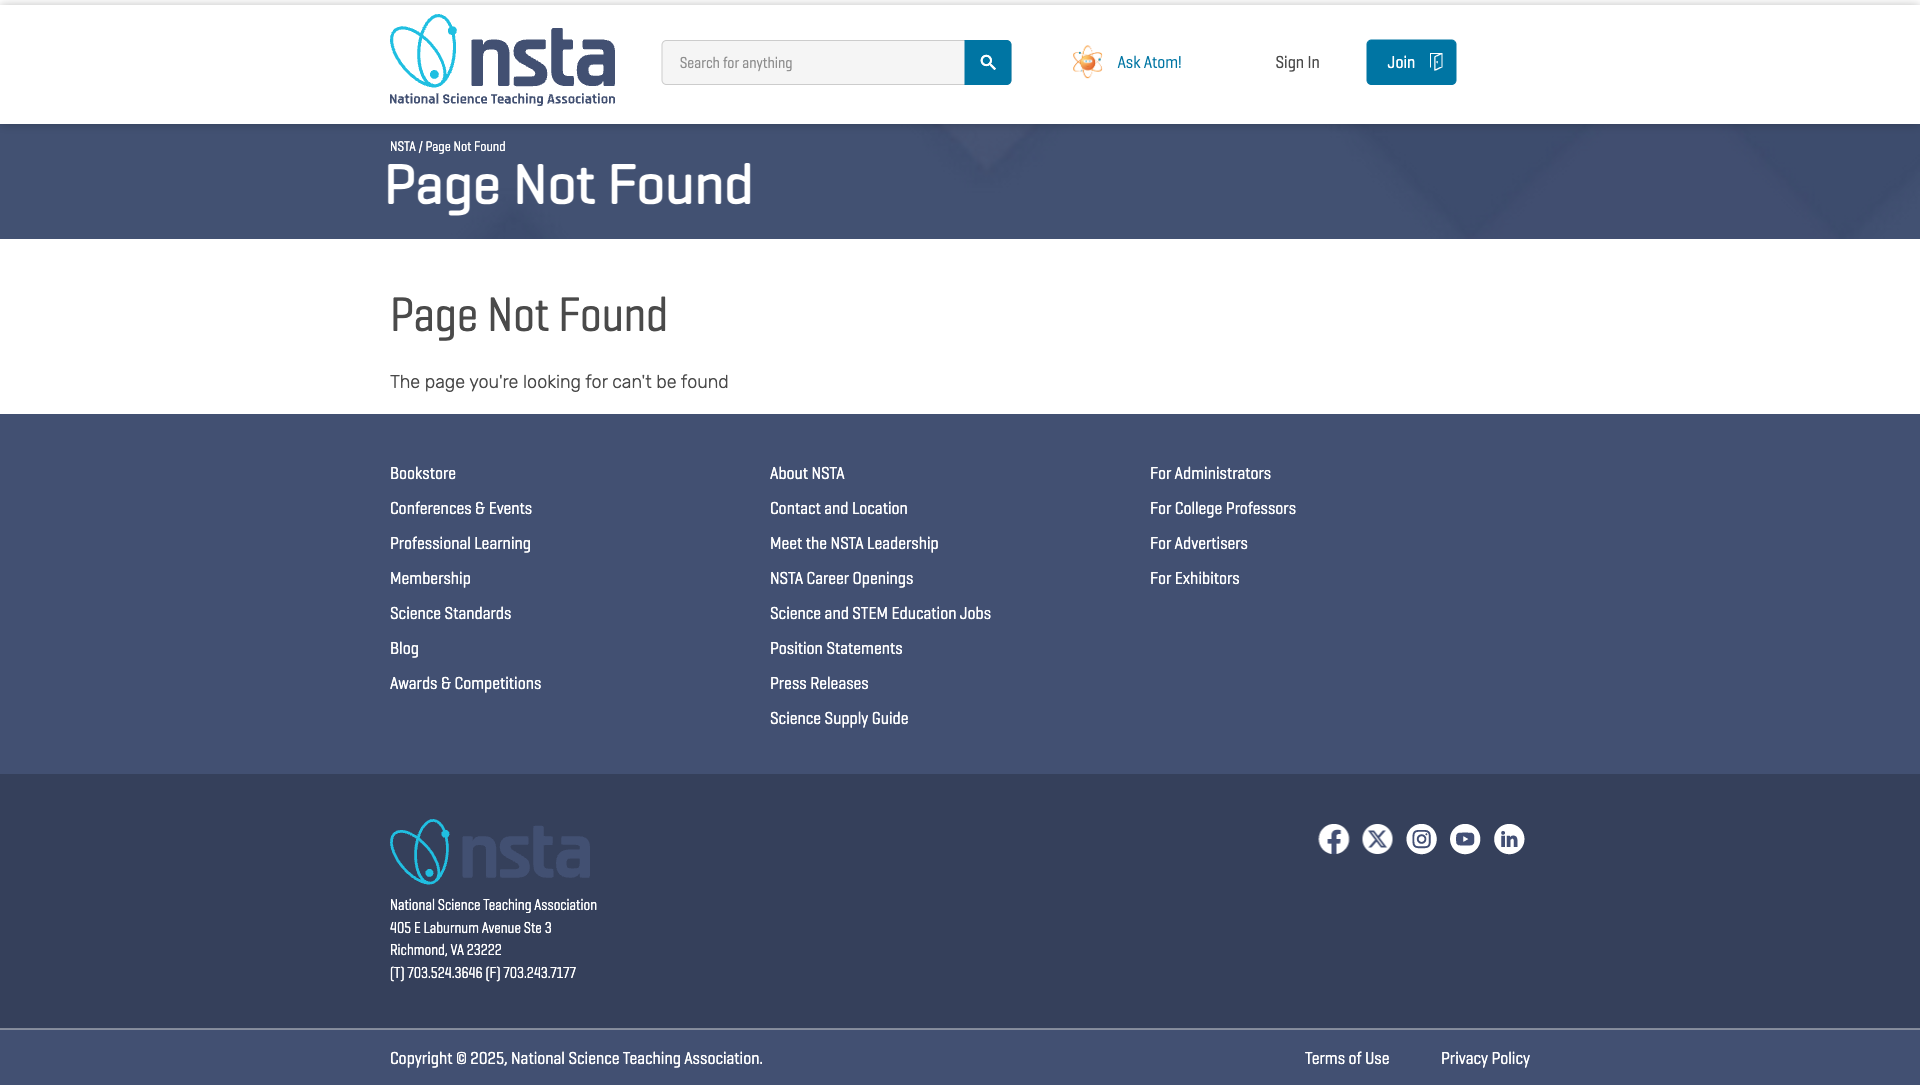 nsta
National Science Teaching Association
Search for anything
Ask Atom!
Sign In
Join
NSTA / Page Not Found
Page Not Found
Page Not Found
The page you're looking for can't be found
Bookstore
Conferences & Events
Professional Learning
Membership
Science Standards
Blog
Awards & Competitions
About NSTA
Contact and Location
Meet the NSTA Leadership
NSTA Career Openings
Science and STEM Education Jobs
Position Statements
Press Releases
Science Supply Guide
For Administrators
For College Professors
For Advertisers
For Exhibitors
nsta
National Science Teaching Association
405 E Laburnum Avenue Ste 3
Richmond, VA 23222
(T) 703.524.3646 (F) 703.243.7177
Copyright © 2025, National Science Teaching Association.
Terms of Use
Privacy Policy